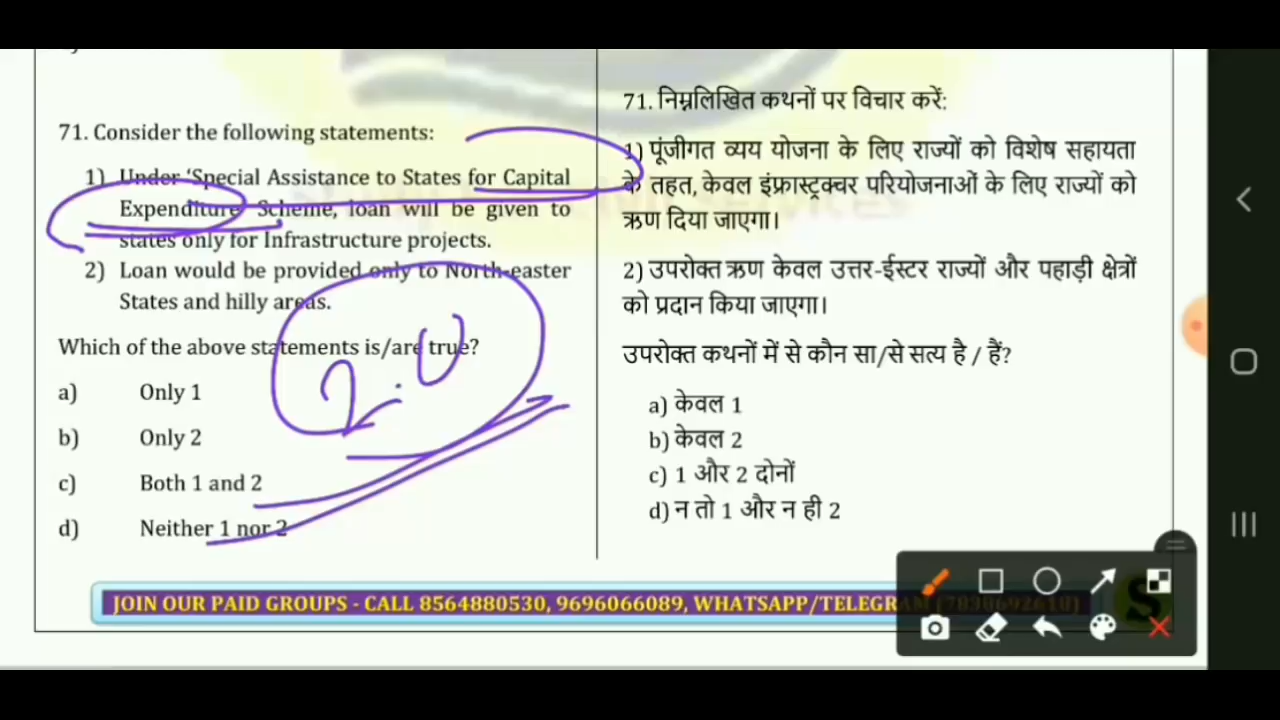 71. Consider the following statements:
1) Under ‘Special Assistance to States for Capital
Expenditure’ Scheme, loan will be given to
states only for Infrastructure projects.
2) Loan would be provided only to North-easter
States and hilly areas.
Which of the above statements is/are true?
a) Only 1
b) Only 2
c) Both 1 and 2
d) Neither 1 nor 2
2.0
71. निम्नलिखित कथनों पर विचार करें:
1) पूंजीगत व्यय योजना के लिए राज्यों को विशेष सहायता
के तहत, केवल इंफ्रास्ट्रक्चर परियोजनाओं के लिए राज्यों को
ऋण दिया जाएगा।
2) उपरोक्त ऋण केवल उत्तर-ईस्टर राज्यों और पहाड़ी क्षेत्रों
को प्रदान किया जाएगा।
उपरोक्त कथनों में से कौन सा/से सत्य है / हैं?
a) केवल 1
b) केवल 2
c) 1 और 2 दोनों
d) न तो 1 और न ही 2
JOIN OUR PAID GROUPS - CALL 8564880530, 9696066089, WHATSAPP/TELEGRAM